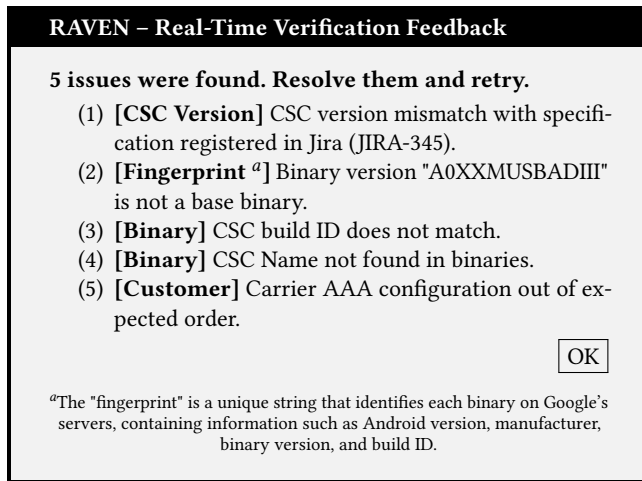 RAVEN – Real-Time Verification Feedback
5 issues were found. Resolve them and retry.
(1) [CSC Version] CSC version mismatch with specifi-
cation registered in Jira (JIRA-345).
(2) [Fingerprint a] Binary version "A0XXMUSBADIII"
is not a base binary.
(3) [Binary] CSC build ID does not match.
(4) [Binary] CSC Name not found in binaries.
(5) [Customer] Carrier AAA configuration out of ex-
pected order.
OK
aThe "fingerprint" is a unique string that identifies each binary on Google's
servers, containing information such as Android version, manufacturer,
binary version, and build ID.